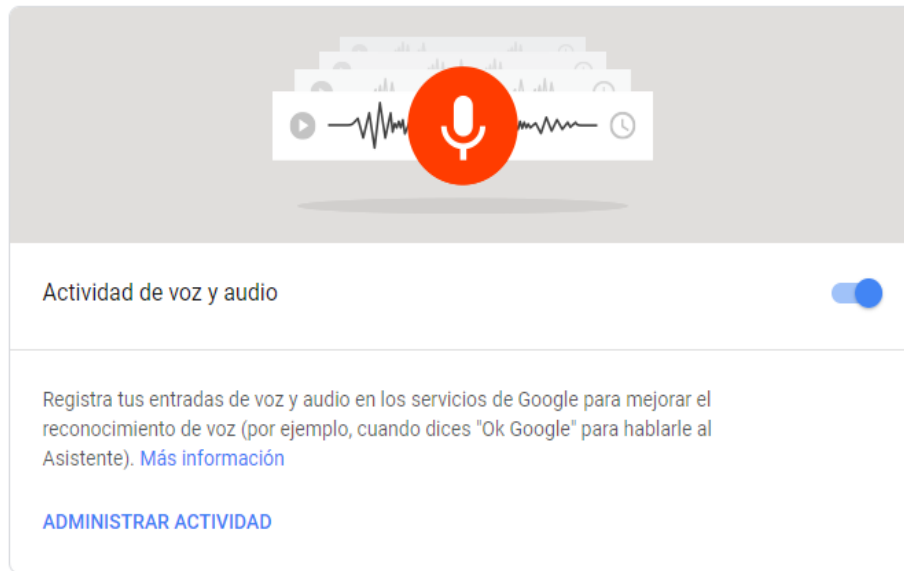 Actividad de voz y audio
Registra tus entradas de voz y audio en los servicios de Google para mejorar el
reconocimiento de voz (por ejemplo, cuando dices "Ok Google" para hablarle al
Asistente). Más información
ADMINISTRAR ACTIVIDAD